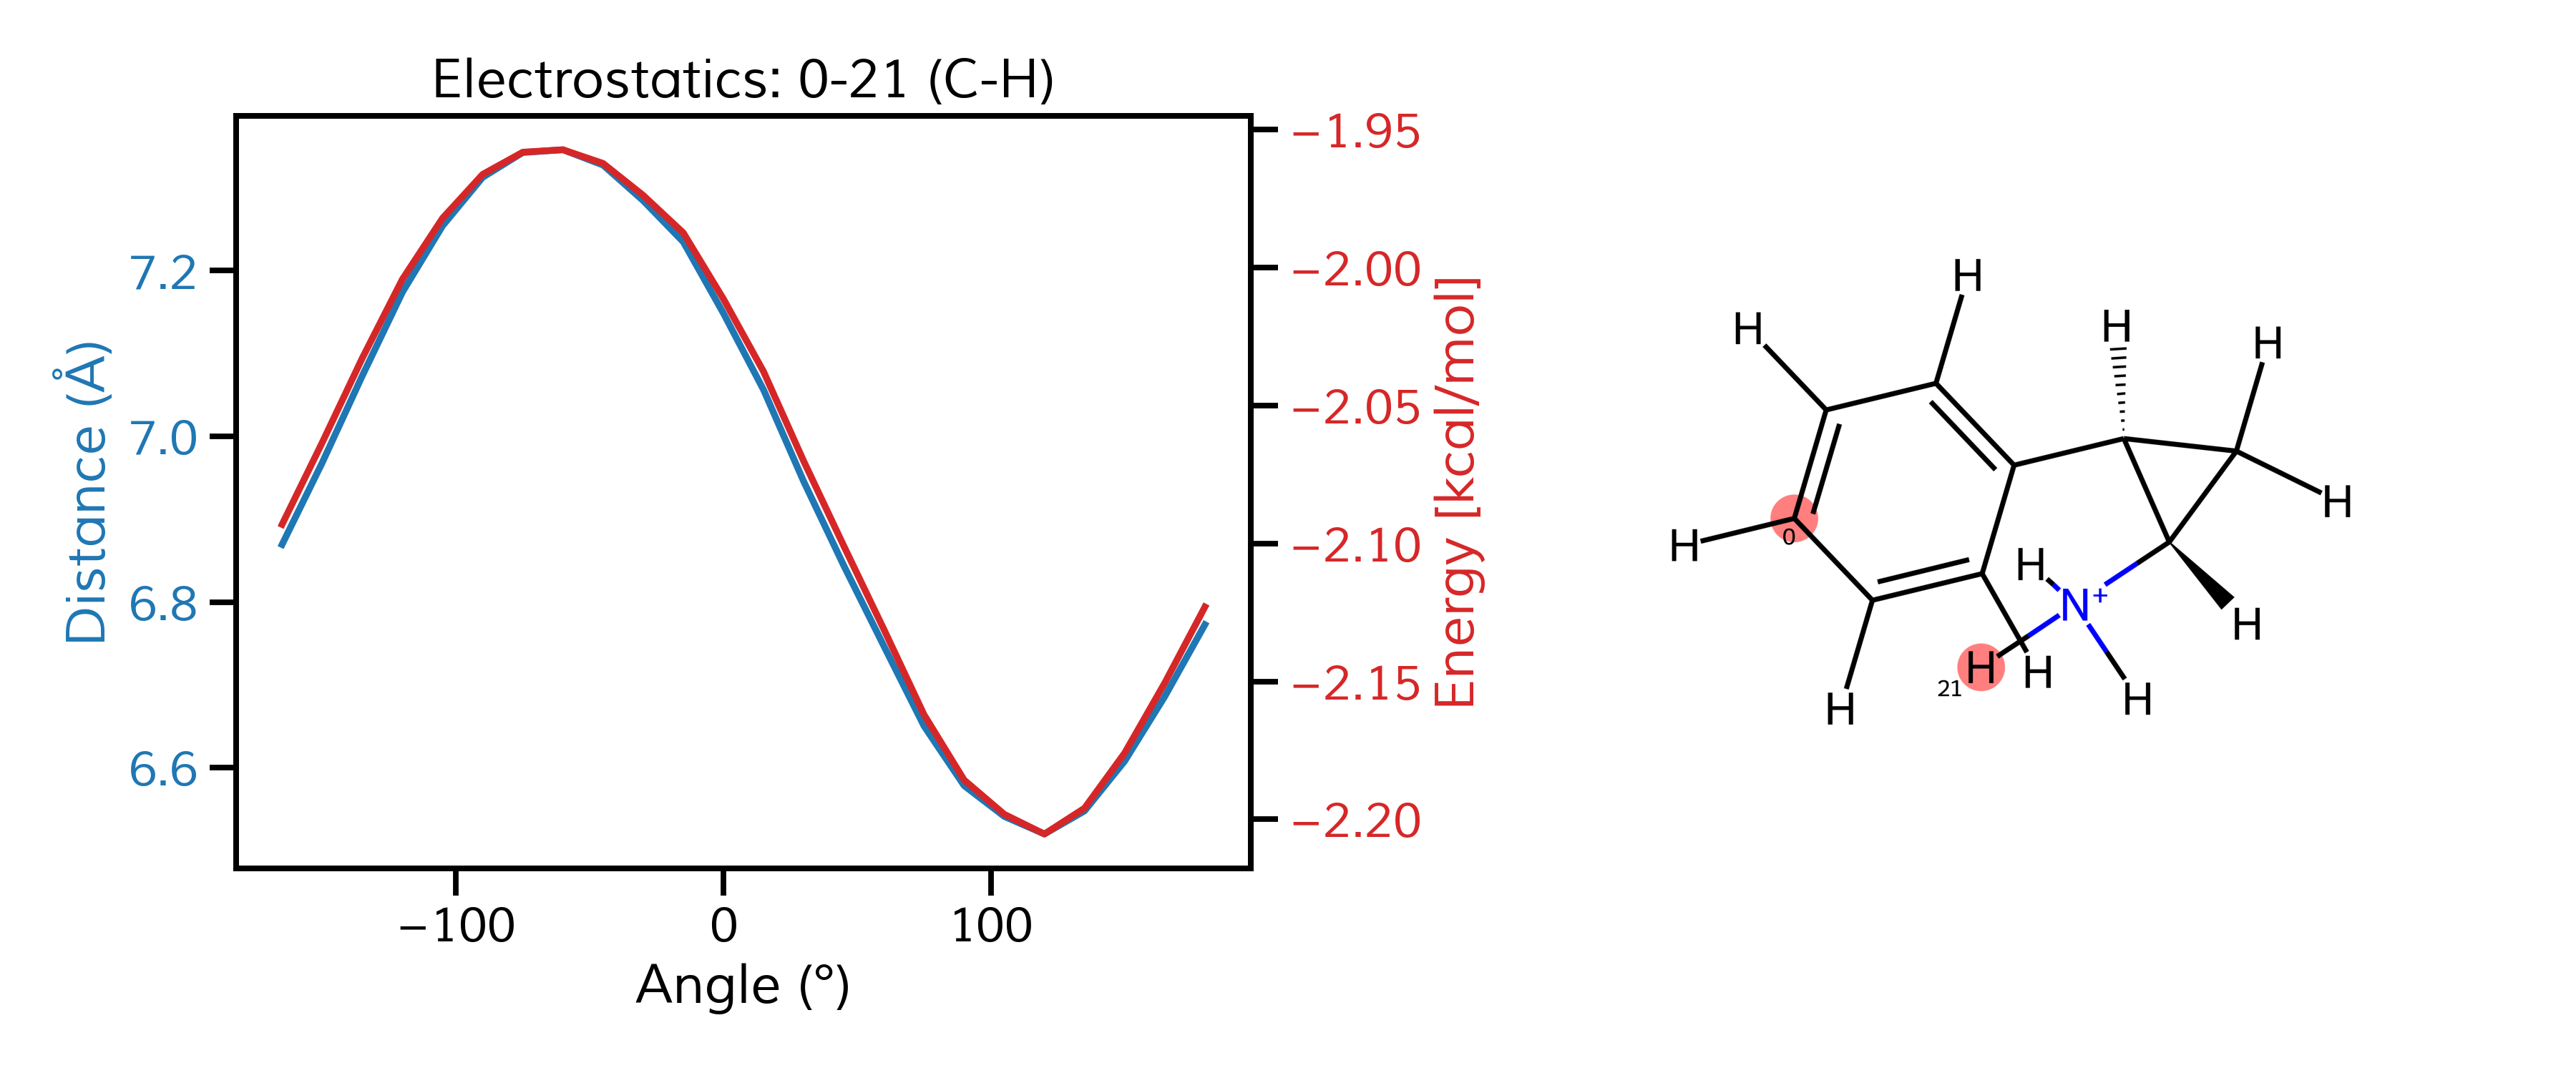 Electrostatics: 0-21 (C-H)
Distance (Å)
7.2
7.0
6.8
6.6
−100
0
100
Angle (°)
−1.95
−2.00
−2.05
−2.10
−2.15
−2.20
Energy [kcal/mol]
H
H
H
H
H
H
0
H
H
N+
H
H
21
H
H
H